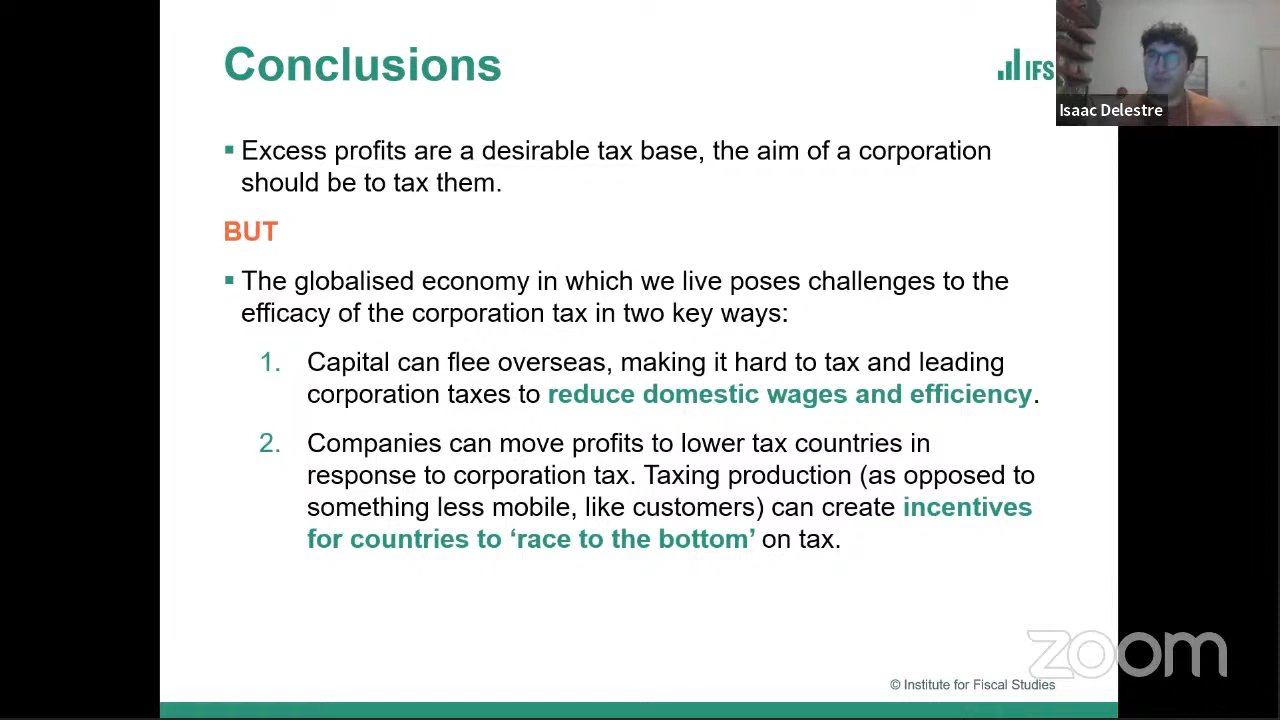 Conclusions
IFS
Isaac Delestre
▪ Excess profits are a desirable tax base, the aim of a corporation
should be to tax them.
BUT
▪ The globalised economy in which we live poses challenges to the
efficacy of the corporation tax in two key ways:
1. Capital can flee overseas, making it hard to tax and leading
corporation taxes to reduce domestic wages and efficiency.
2. Companies can move profits to lower tax countries in
response to corporation tax. Taxing production (as opposed to
something less mobile, like customers) can create incentives
for countries to ‘race to the bottom’ on tax.
zoom
© Institute for Fiscal Studies